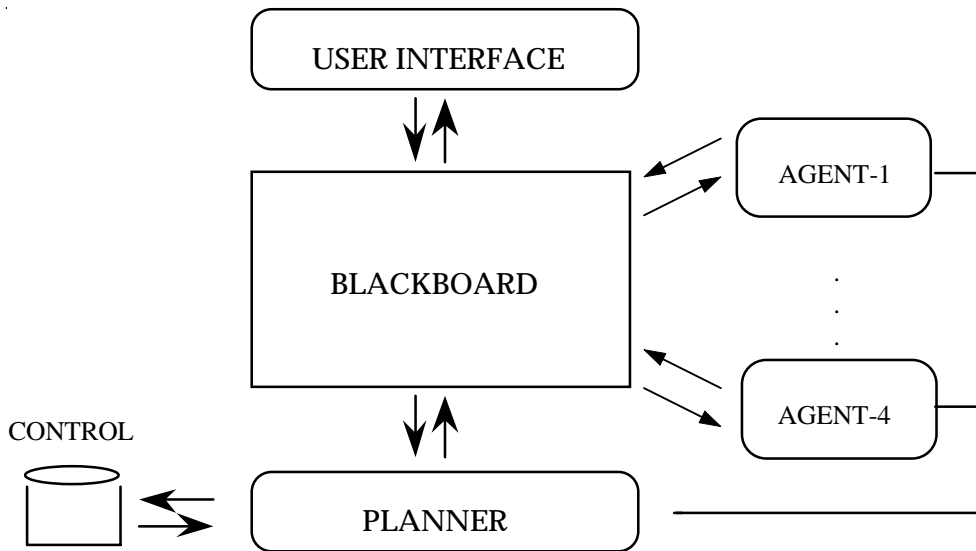 USER INTERFACE
AGENT-1
BLACKBOARD
AGENT-4
CONTROL
PLANNER